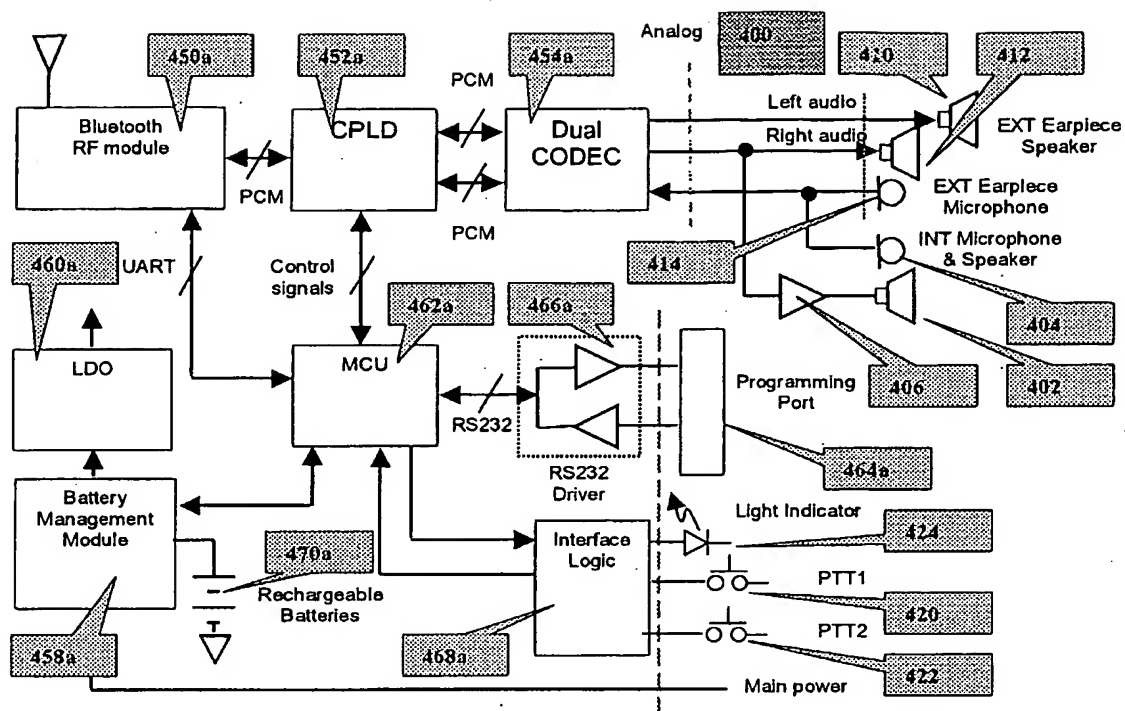 Analog
400
410
412
450a
452a
454a
PCM
Left audio
Right audio
EXT Earpiece
Speaker
Bluetooth
RF module
CPLD
Dual
CODEC
PCM
PCM
EXT Earpiece
Microphone
INT Microphone
& Speaker
414
460a
UART
Control
signals
462a
466a
404
LDO
MCU
RS232
Programming
Port
406
402
464a
RS232
Driver
Battery
Management
Module
470a
Rechargeable
Batteries
Interface
Logic
Light Indicator
424
PTT1
420
PTT2
458a
468a
422
Main power